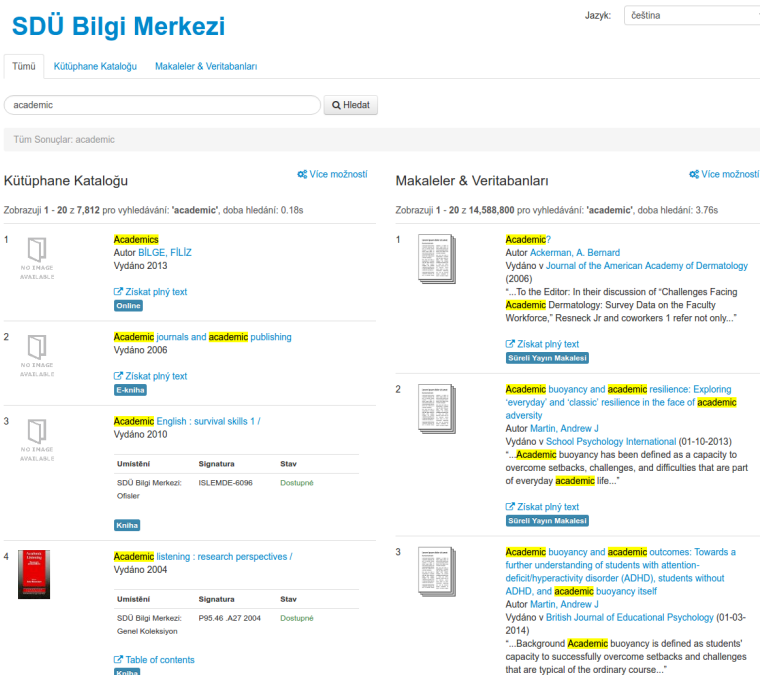 SDÜ Bilgi Merkezi
Jazyk: čeština
Tümü Kütüphane Kataloğu Makaleler & Veritabanları
academic Hledat
Tüm Sonuçlar: academic
Kütüphane Kataloğu
Více možností
Zobrazuji 1 - 20 z 7,812 pro vyhledávání: 'academic', doba hledání: 0.18s
1
NO IMAGE
AVAILABLE
Academics
Autor BİLGE, FİLİZ
Vydáno 2013
Získat plný text
Online
2
NO IMAGE
AVAILABLE
Academic journals and academic publishing
Vydáno 2006
Získat plný text
E-kniha
3
NO IMAGE
AVAILABLE
Academic English : survival skills 1 /
Vydáno 2010
Umístění Signatura Stav
SDÜ Bilgi Merkezi: ISLEMDE-6096 Dostupné
Ofisler
Kniha
4
Academic listening : research perspectives /
Vydáno 2004
Umístění Signatura Stav
SDÜ Bilgi Merkezi: P95.46 .A27 2004 Dostupné
Genel Koleksiyon
Table of contents
Kniha
Makaleler & Veritabanları
Více možností
Zobrazuji 1 - 20 z 14,588,800 pro vyhledávání: 'academic', doba hledání: 3.76s
1
Academic?
Autor Ackerman, A. Bernard
Vydáno v Journal of the American Academy of Dermatology
(2006)
“...To the Editor: In their discussion of “Challenges Facing
Academic Dermatology: Survey Data on the Faculty
Workforce,” Resneck Jr and coworkers 1 refer not only...”
Získat plný text
Süreli Yayın Makalesi
2
Academic buoyancy and academic resilience: Exploring
‘everyday’ and ‘classic’ resilience in the face of academic
adversity
Autor Martin, Andrew J
Vydáno v School Psychology International (01-10-2013)
“...Academic buoyancy has been defined as a capacity to
overcome setbacks, challenges, and difficulties that are part
of everyday academic life...”
Získat plný text
Süreli Yayın Makalesi
3
Academic buoyancy and academic outcomes: Towards a
further understanding of students with attention-
deficit/hyperactivity disorder (ADHD), students without
ADHD, and academic buoyancy itself
Autor Martin, Andrew J
Vydáno v British Journal of Educational Psychology (01-03-
2014)
“...Background Academic buoyancy is defined as students'
capacity to successfully overcome setbacks and challenges
that are typical of the ordinary course...”